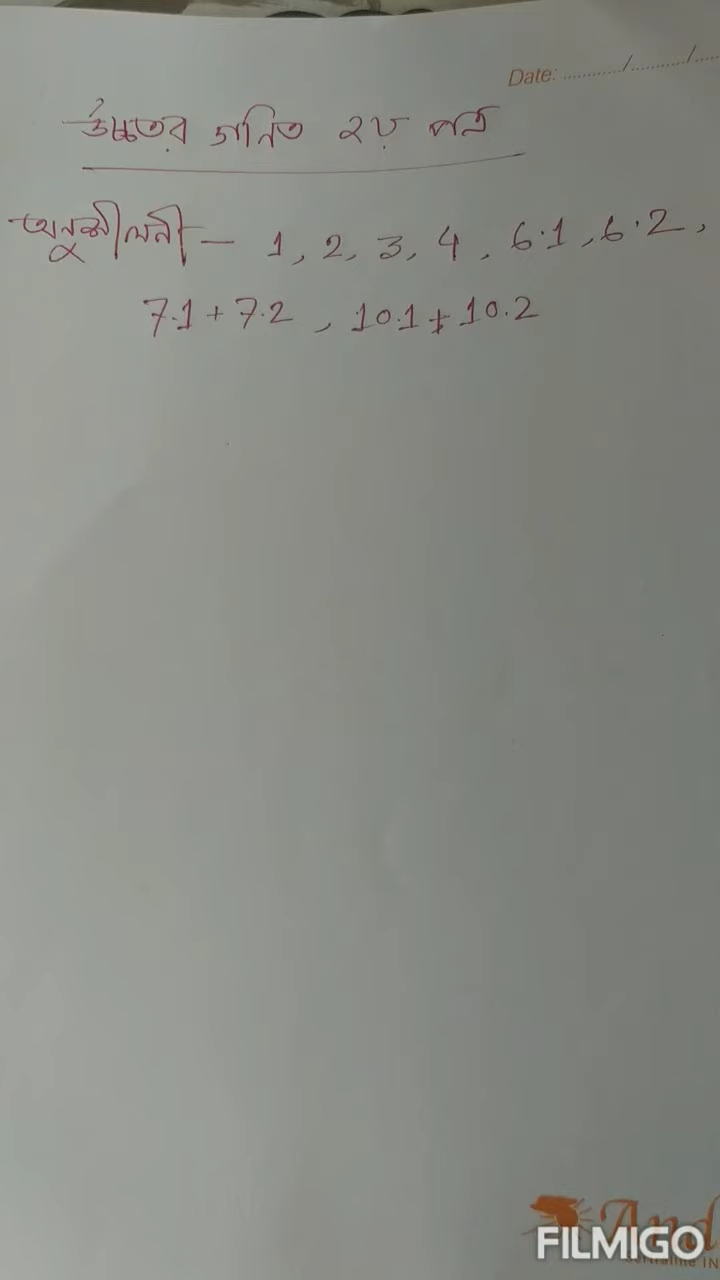 Date: ............/............/.....
উচ্চতর গনিত ২য় পত্র
অনুশীলনী — 1, 2, 3, 4, 6.1, 6.2,
7.1 + 7.2, 10.1 + 10.2
FILMIGO